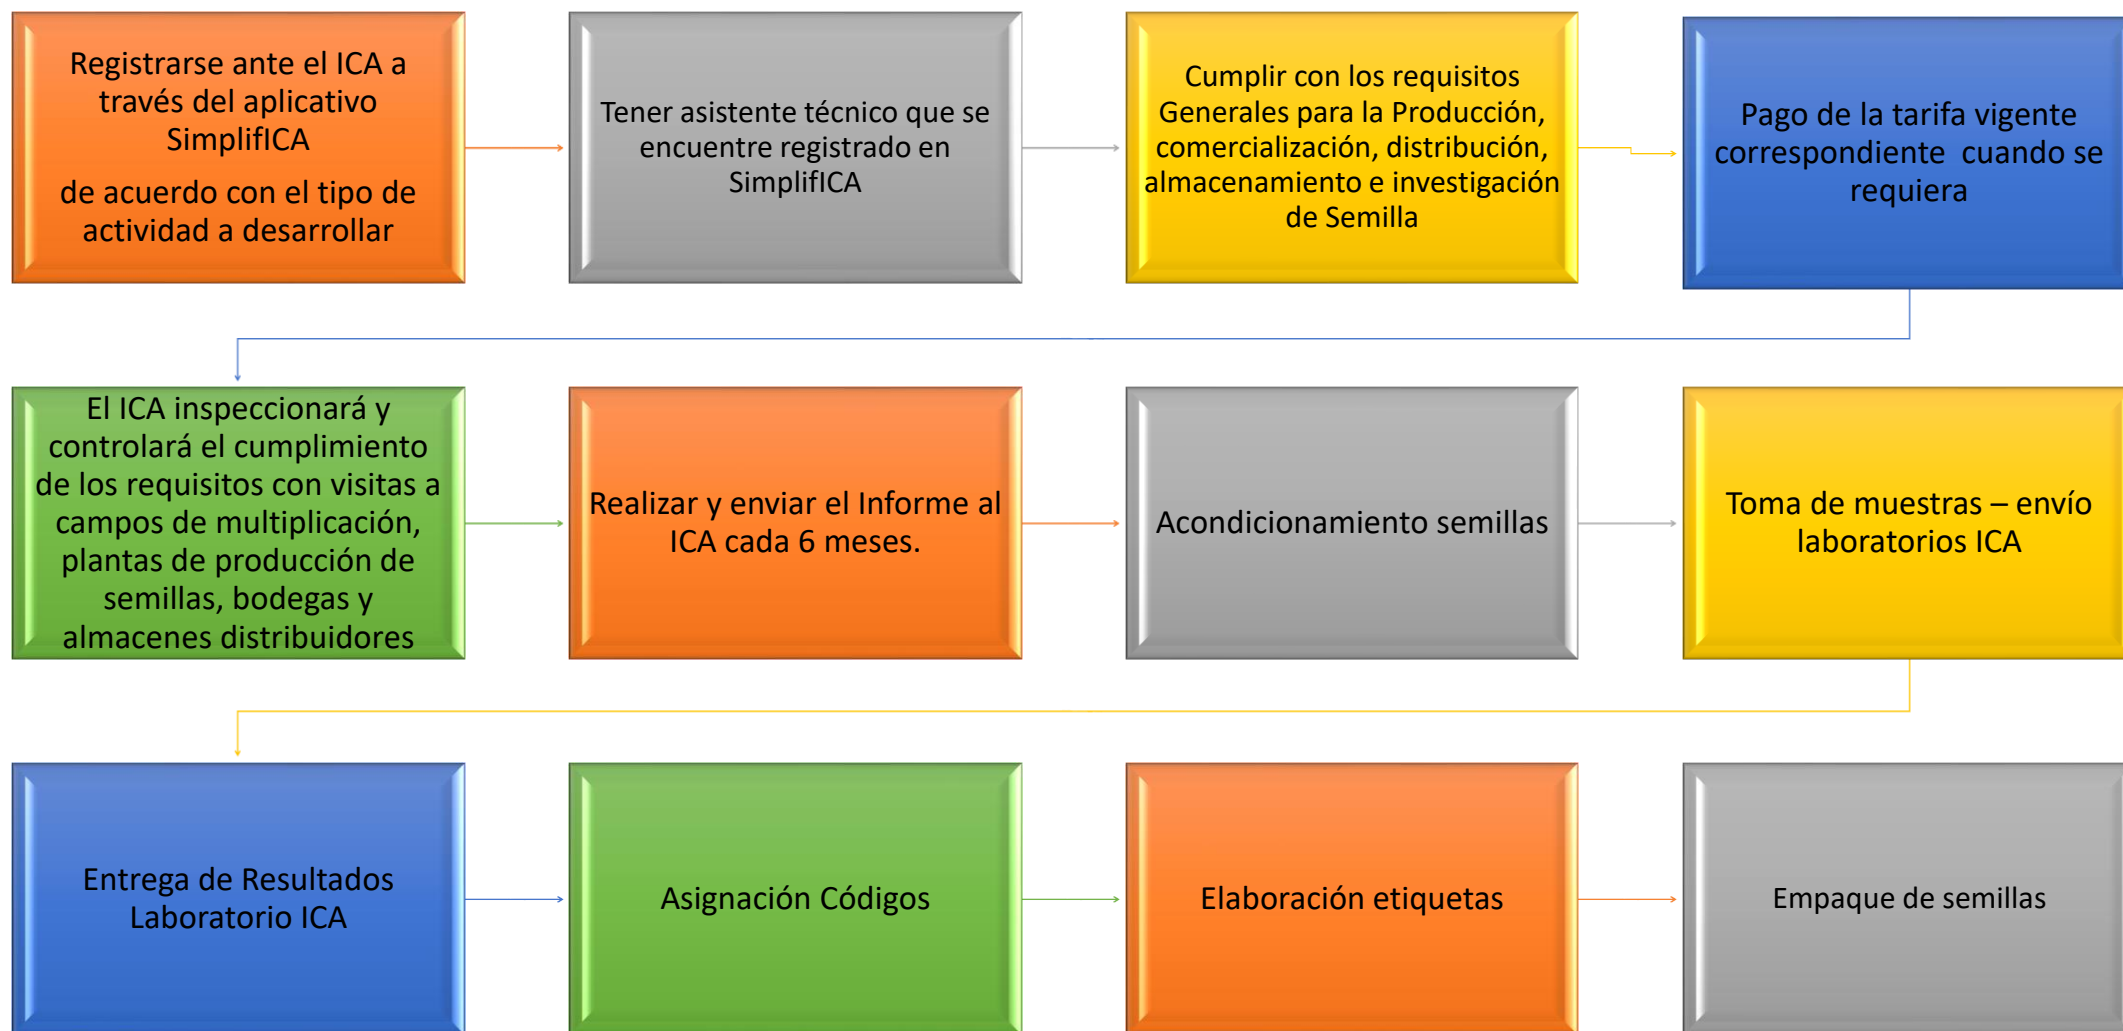 Registrarse ante el ICA a
través del aplicativo
SimplifICA
de acuerdo con el tipo de
actividad a desarrollar
Tener asistente técnico que se
encuentre registrado en
SimplifICA
Cumplir con los requisitos
Generales para la Producción,
comercialización, distribución,
almacenamiento e investigación
de Semilla
Pago de la tarifa vigente
correspondiente  cuando se
requiera
El ICA inspeccionará y
controlará el cumplimiento
de los requisitos con visitas a
campos de multiplicación,
plantas de producción de
semillas, bodegas y
almacenes distribuidores
Realizar y enviar el Informe al
ICA cada 6 meses.
Acondicionamiento semillas
Toma de muestras – envío
laboratorios ICA
Entrega de Resultados
Laboratorio ICA
Asignación Códigos
Elaboración etiquetas
Empaque de semillas